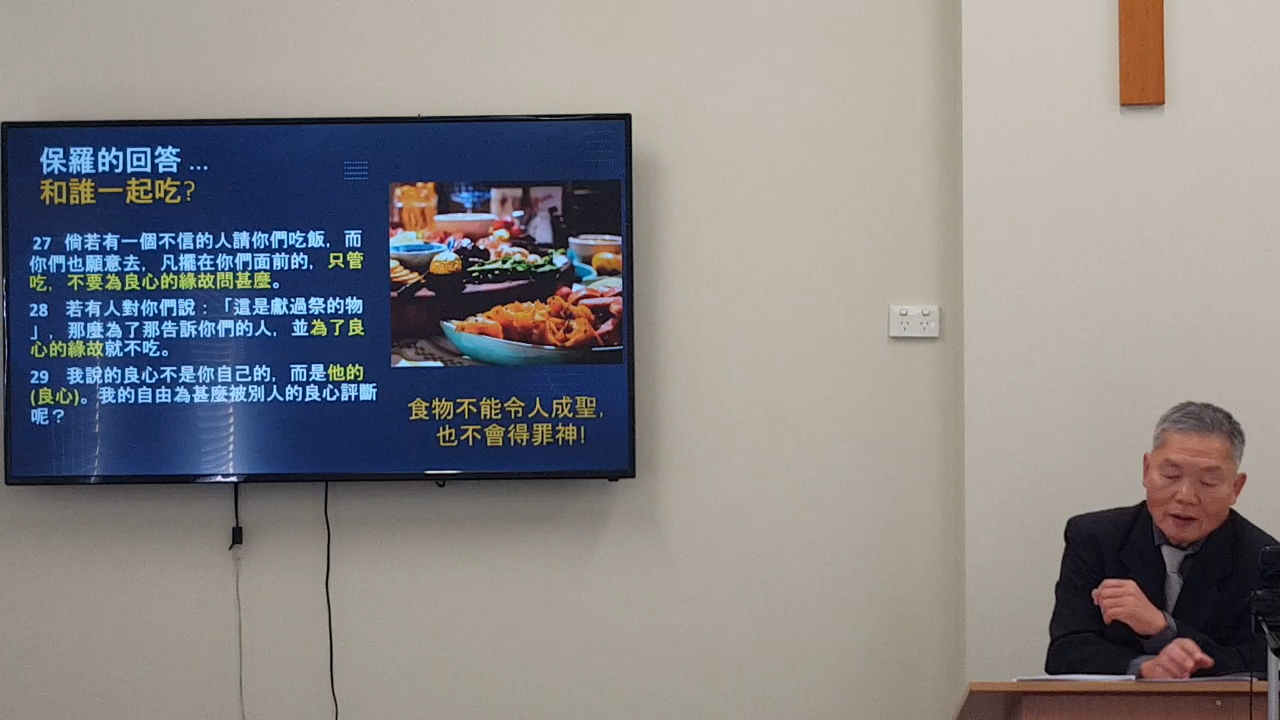 保羅的回答 ...
和誰一起吃?
27 倘若有一個不信的人請你們吃飯，而
你們也願意去，凡擺在你們面前的，只管
吃，不要為良心的緣故問甚麼。
28 若有人對你們說：「這是獻過祭的物
」，那麼為了那告訴你們的人，並為了良
心的緣故就不吃。
29 我說的良心不是你自己的，而是他的
(良心)。我的自由為甚麼被別人的良心評斷
呢？
食物不能令人成聖，
也不會得罪神!